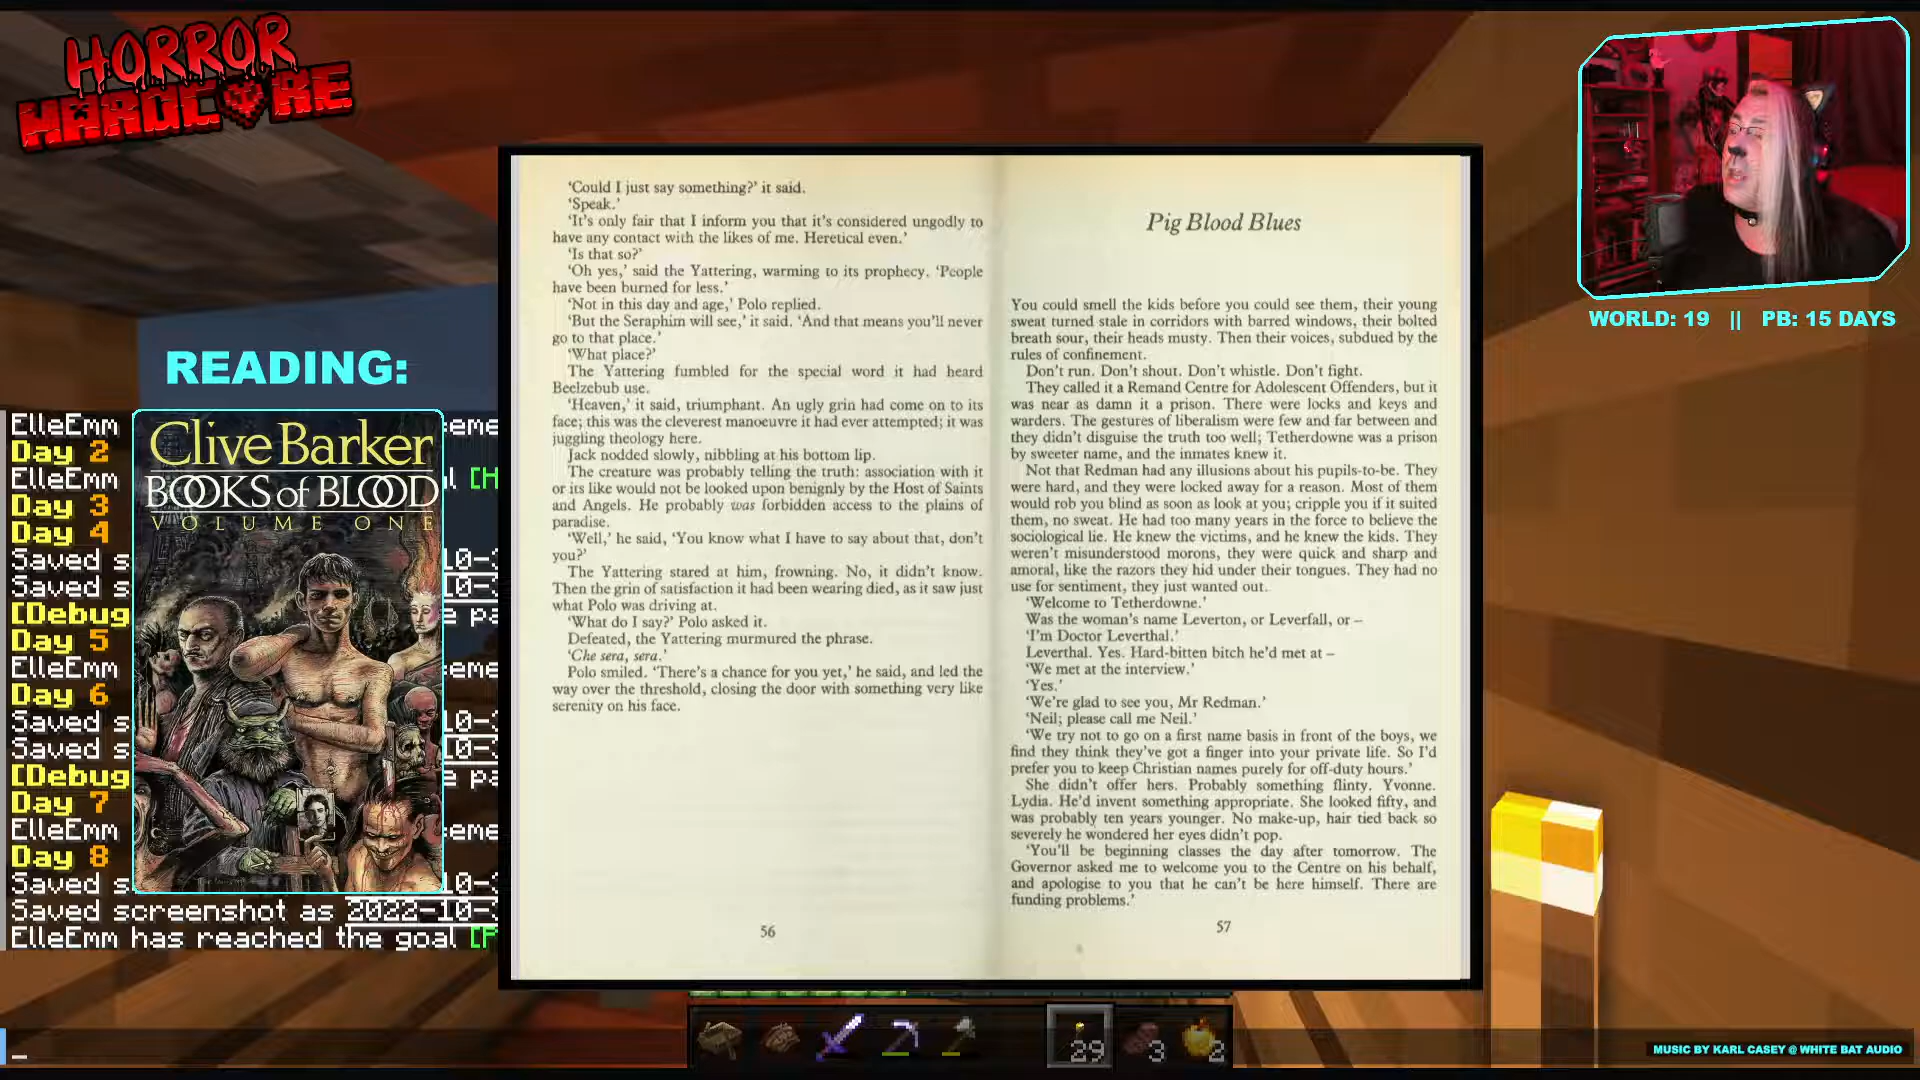 HORROR
HARDCORE
WORLD: 19 || PB: 15 DAYS
READING:
Clive Barker
BOOKS of BLOOD
VOLUME ONE
ElleEmm
Day 2
ElleEmm
Day 3
Day 4
Saved s
Saved s
[Debug
Day 5
ElleEmm
Day 6
Saved s
Saved s
[Debug
Day 7
ElleEmm
Day 8
Saved s
Saved screenshot as 2022-10-3
ElleEmm has reached the goal
‘Could I just say something?’ it said.
‘Speak.’
‘It’s only fair that I inform you that it’s considered ungodly to
have any contact with the likes of me. Heretical even.’
‘Is that so?’
‘Oh yes,’ said the Yattering, warming to its prophecy. ‘People
have been burned for less.’
‘Not in this day and age,’ Polo replied.
‘But the Seraphim will see,’ it said. ‘And that means you’ll never
go to that place.’
‘What place?’
The Yattering fumbled for the special word it had heard
Beelzebub use.
‘Heaven,’ it said, triumphant. An ugly grin had come on to its
face; this was the cleverest manoeuvre it had ever attempted; it was
juggling theology here.
Jack nodded slowly, nibbling at his bottom lip.
The creature was probably telling the truth: association with it
or its like would not be looked upon benignly by the Host of Saints
and Angels. He probably was forbidden access to the plains of
paradise.
‘Well,’ he said, ‘You know what I have to say about that, don’t
you?’
The Yattering stared at him, frowning. No, it didn’t know.
Then the grin of satisfaction it had been wearing died, as it saw just
what Polo was driving at.
‘What do I say?’ Polo asked it.
Defeated, the Yattering murmured the phrase.
‘Che sera, sera.’
Polo smiled. ‘There’s a chance for you yet,’ he said, and led the
way over the threshold, closing the door with something very like
serenity on his face.
56
Pig Blood Blues
You could smell the kids before you could see them, their young
sweat turned stale in corridors with barred windows, their bolted
breath sour, their heads musty. Then their voices, subdued by the
rules of confinement.
Don’t run. Don’t shout. Don’t whistle. Don’t fight.
They called it a Remand Centre for Adolescent Offenders, but it
was near as damn it a prison. There were locks and keys and
warders. The gestures of liberalism were few and far between and
they didn’t disguise the truth too well; Tetherdowne was a prison
by sweeter name, and the inmates knew it.
Not that Redman had any illusions about his pupils-to-be. They
were hard, and they were locked away for a reason. Most of them
would rob you blind as soon as look at you; cripple you if it suited
them, no sweat. He had too many years in the force to believe the
sociological lie. He knew the victims, and he knew the kids. They
weren’t misunderstood morons, they were quick and sharp and
amoral, like the razors they hid under their tongues. They had no
use for sentiment, they just wanted out.
‘Welcome to Tetherdowne.’
Was the woman’s name Leverton, or Leverfall, or –
‘I’m Doctor Leverthal.’
Leverthal. Yes. Hard-bitten bitch he’d met at –
‘We met at the interview.’
‘Yes.’
‘We’re glad to see you, Mr Redman.’
‘Neil; please call me Neil.’
‘We try not to go on a first name basis in front of the boys, we
find they think they’ve got a finger into your private life. So I’d
prefer you to keep Christian names purely for off-duty hours.’
She didn’t offer hers. Probably something flinty. Yvonne.
Lydia. He’d invent something appropriate. She looked fifty, and
was probably ten years younger. No make-up, hair tied back so
severely he wondered her eyes didn’t pop.
‘You’ll be beginning classes the day after tomorrow. The
Governor asked me to welcome you to the Centre on his behalf,
and apologise to you that he can’t be here himself. There are
funding problems.’
57
29
3
2
MUSIC BY KARL CASEY @ WHITE BAT AUDIO